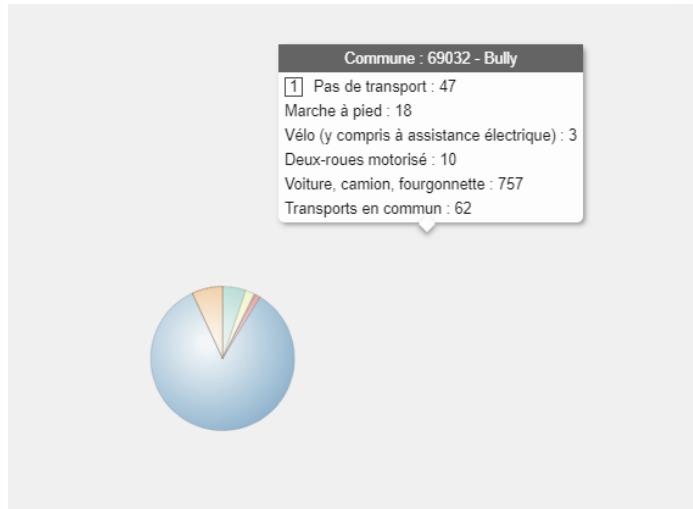 Commune : 69032 - Bully
1 Pas de transport : 47
Marche à pied : 18
Vélo (y compris à assistance électrique) : 3
Deux-roues motorisé : 10
Voiture, camion, fourgonnette : 757
Transports en commun : 62